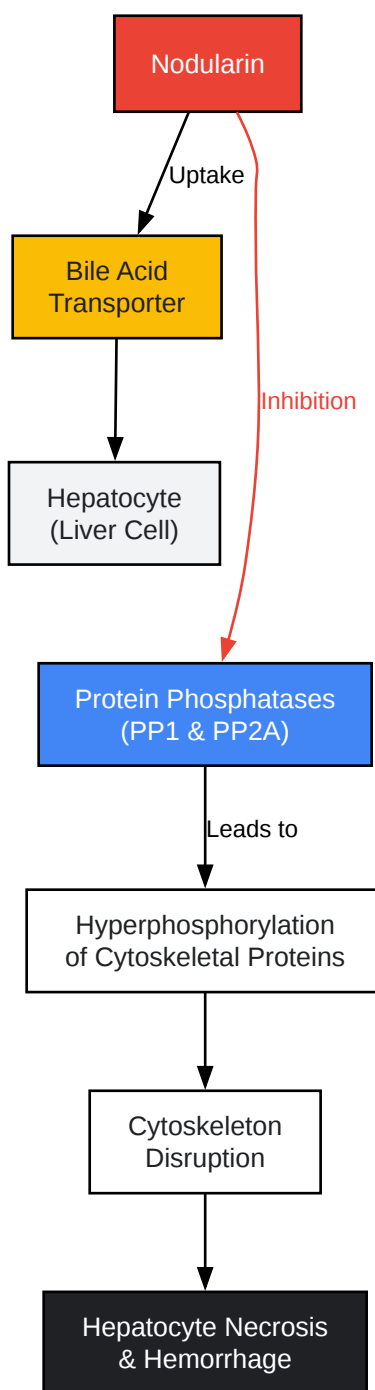 Nodularin
Uptake
Bile Acid
Transporter
Inhibition
Hepatocyte
(Liver Cell)
Protein Phosphatases
(PP1 & PP2A)
Leads to
Hyperphosphorylation
of Cytoskeletal Proteins
Cytoskeleton
Disruption
Hepatocyte Necrosis
& Hemorrhage